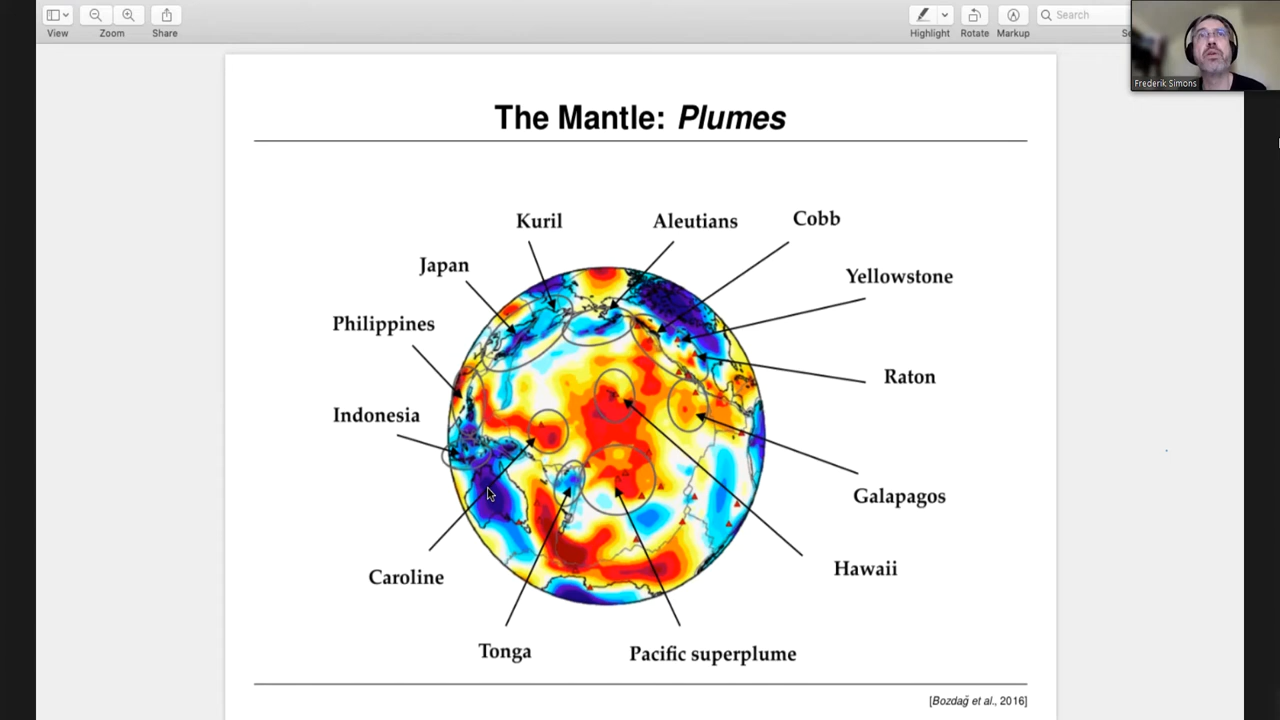 View
Zoom
Share
Highlight
Rotate
Markup
Search
Frederik Simons
The Mantle: Plumes
Kuril
Aleutians
Cobb
Japan
Yellowstone
Philippines
Raton
Indonesia
Galapagos
Caroline
Hawaii
Tonga
Pacific superplume
[Bozdağ et al., 2016]